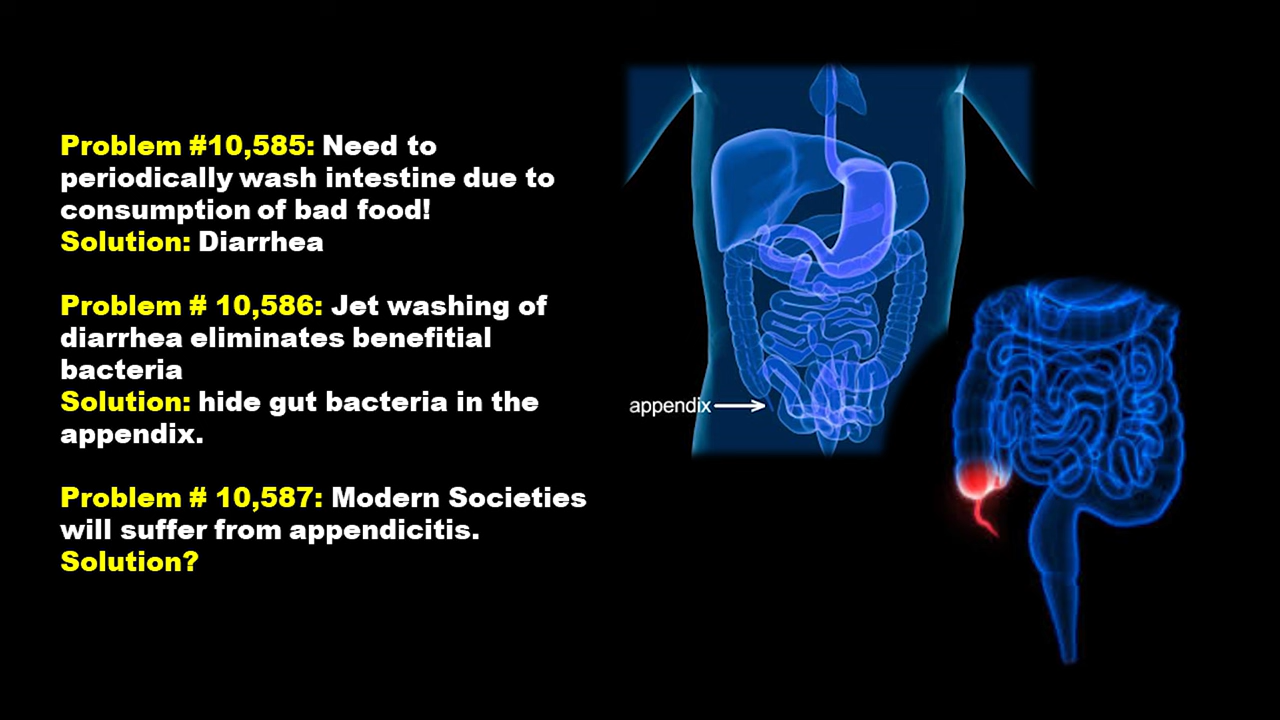 Problem #10,585: Need to
periodically wash intestine due to
consumption of bad food!
Solution: Diarrhea
Problem # 10,586: Jet washing of
diarrhea eliminates benefitial
bacteria
Solution: hide gut bacteria in the
appendix.
Problem # 10,587: Modern Societies
will suffer from appendicitis.
Solution?
appendix